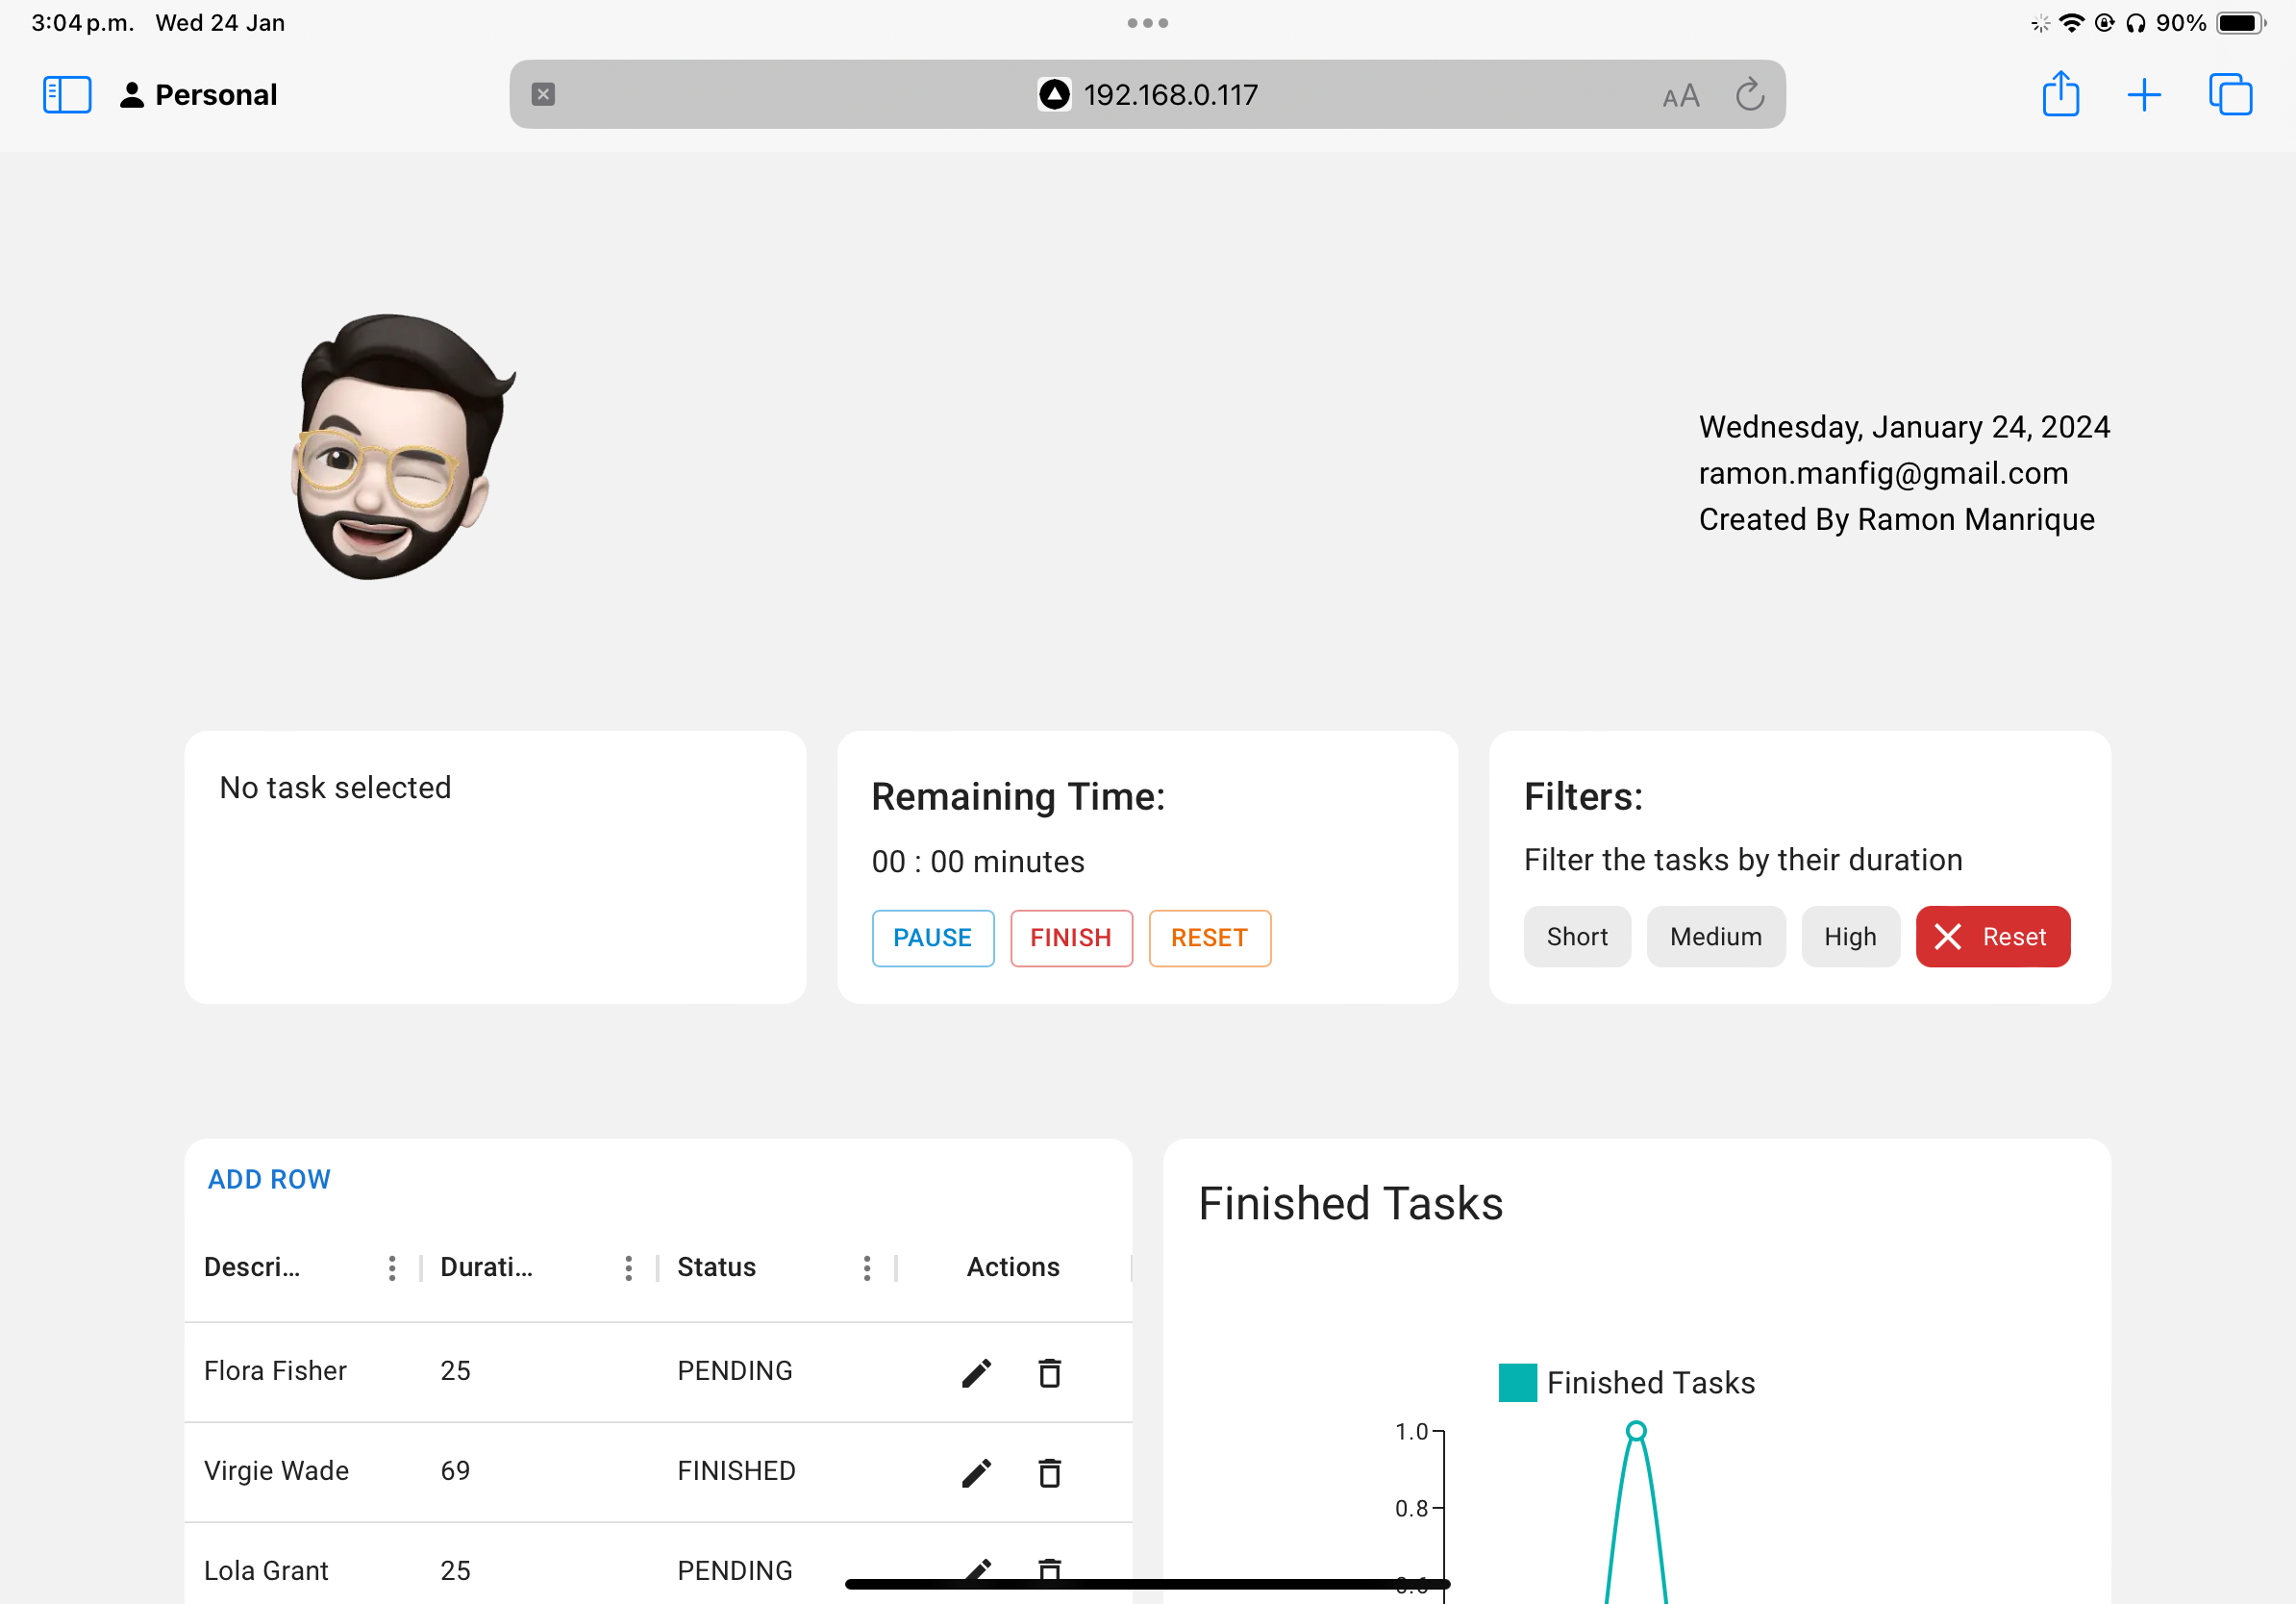 3:04 p.m. Wed 24 Jan
90%
Personal
192.168.0.117
AA
Wednesday, January 24, 2024
ramon.manfig@gmail.com
Created By Ramon Manrique
No task selected
Remaining Time:
00 : 00 minutes
PAUSE FINISH RESET
Filters:
Filter the tasks by their duration
Short Medium High Reset
ADD ROW
Descri... Durati... Status Actions
Flora Fisher 25 PENDING
Virgie Wade 69 FINISHED
Lola Grant 25 PENDING
Finished Tasks
Finished Tasks
1.0
0.8
0.6